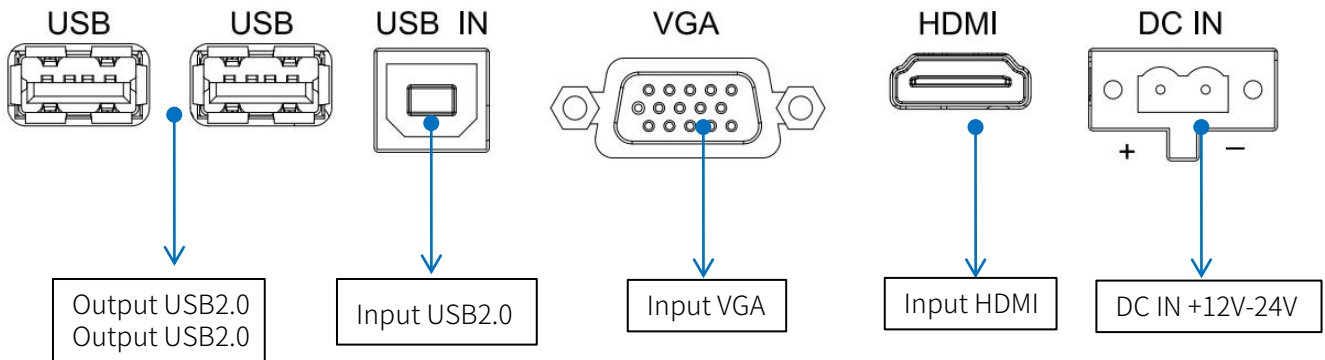 USB USB USB IN VGA HDMI DC IN
+ −
Output USB2.0
Output USB2.0
Input USB2.0
Input VGA
Input HDMI
DC IN +12V-24V